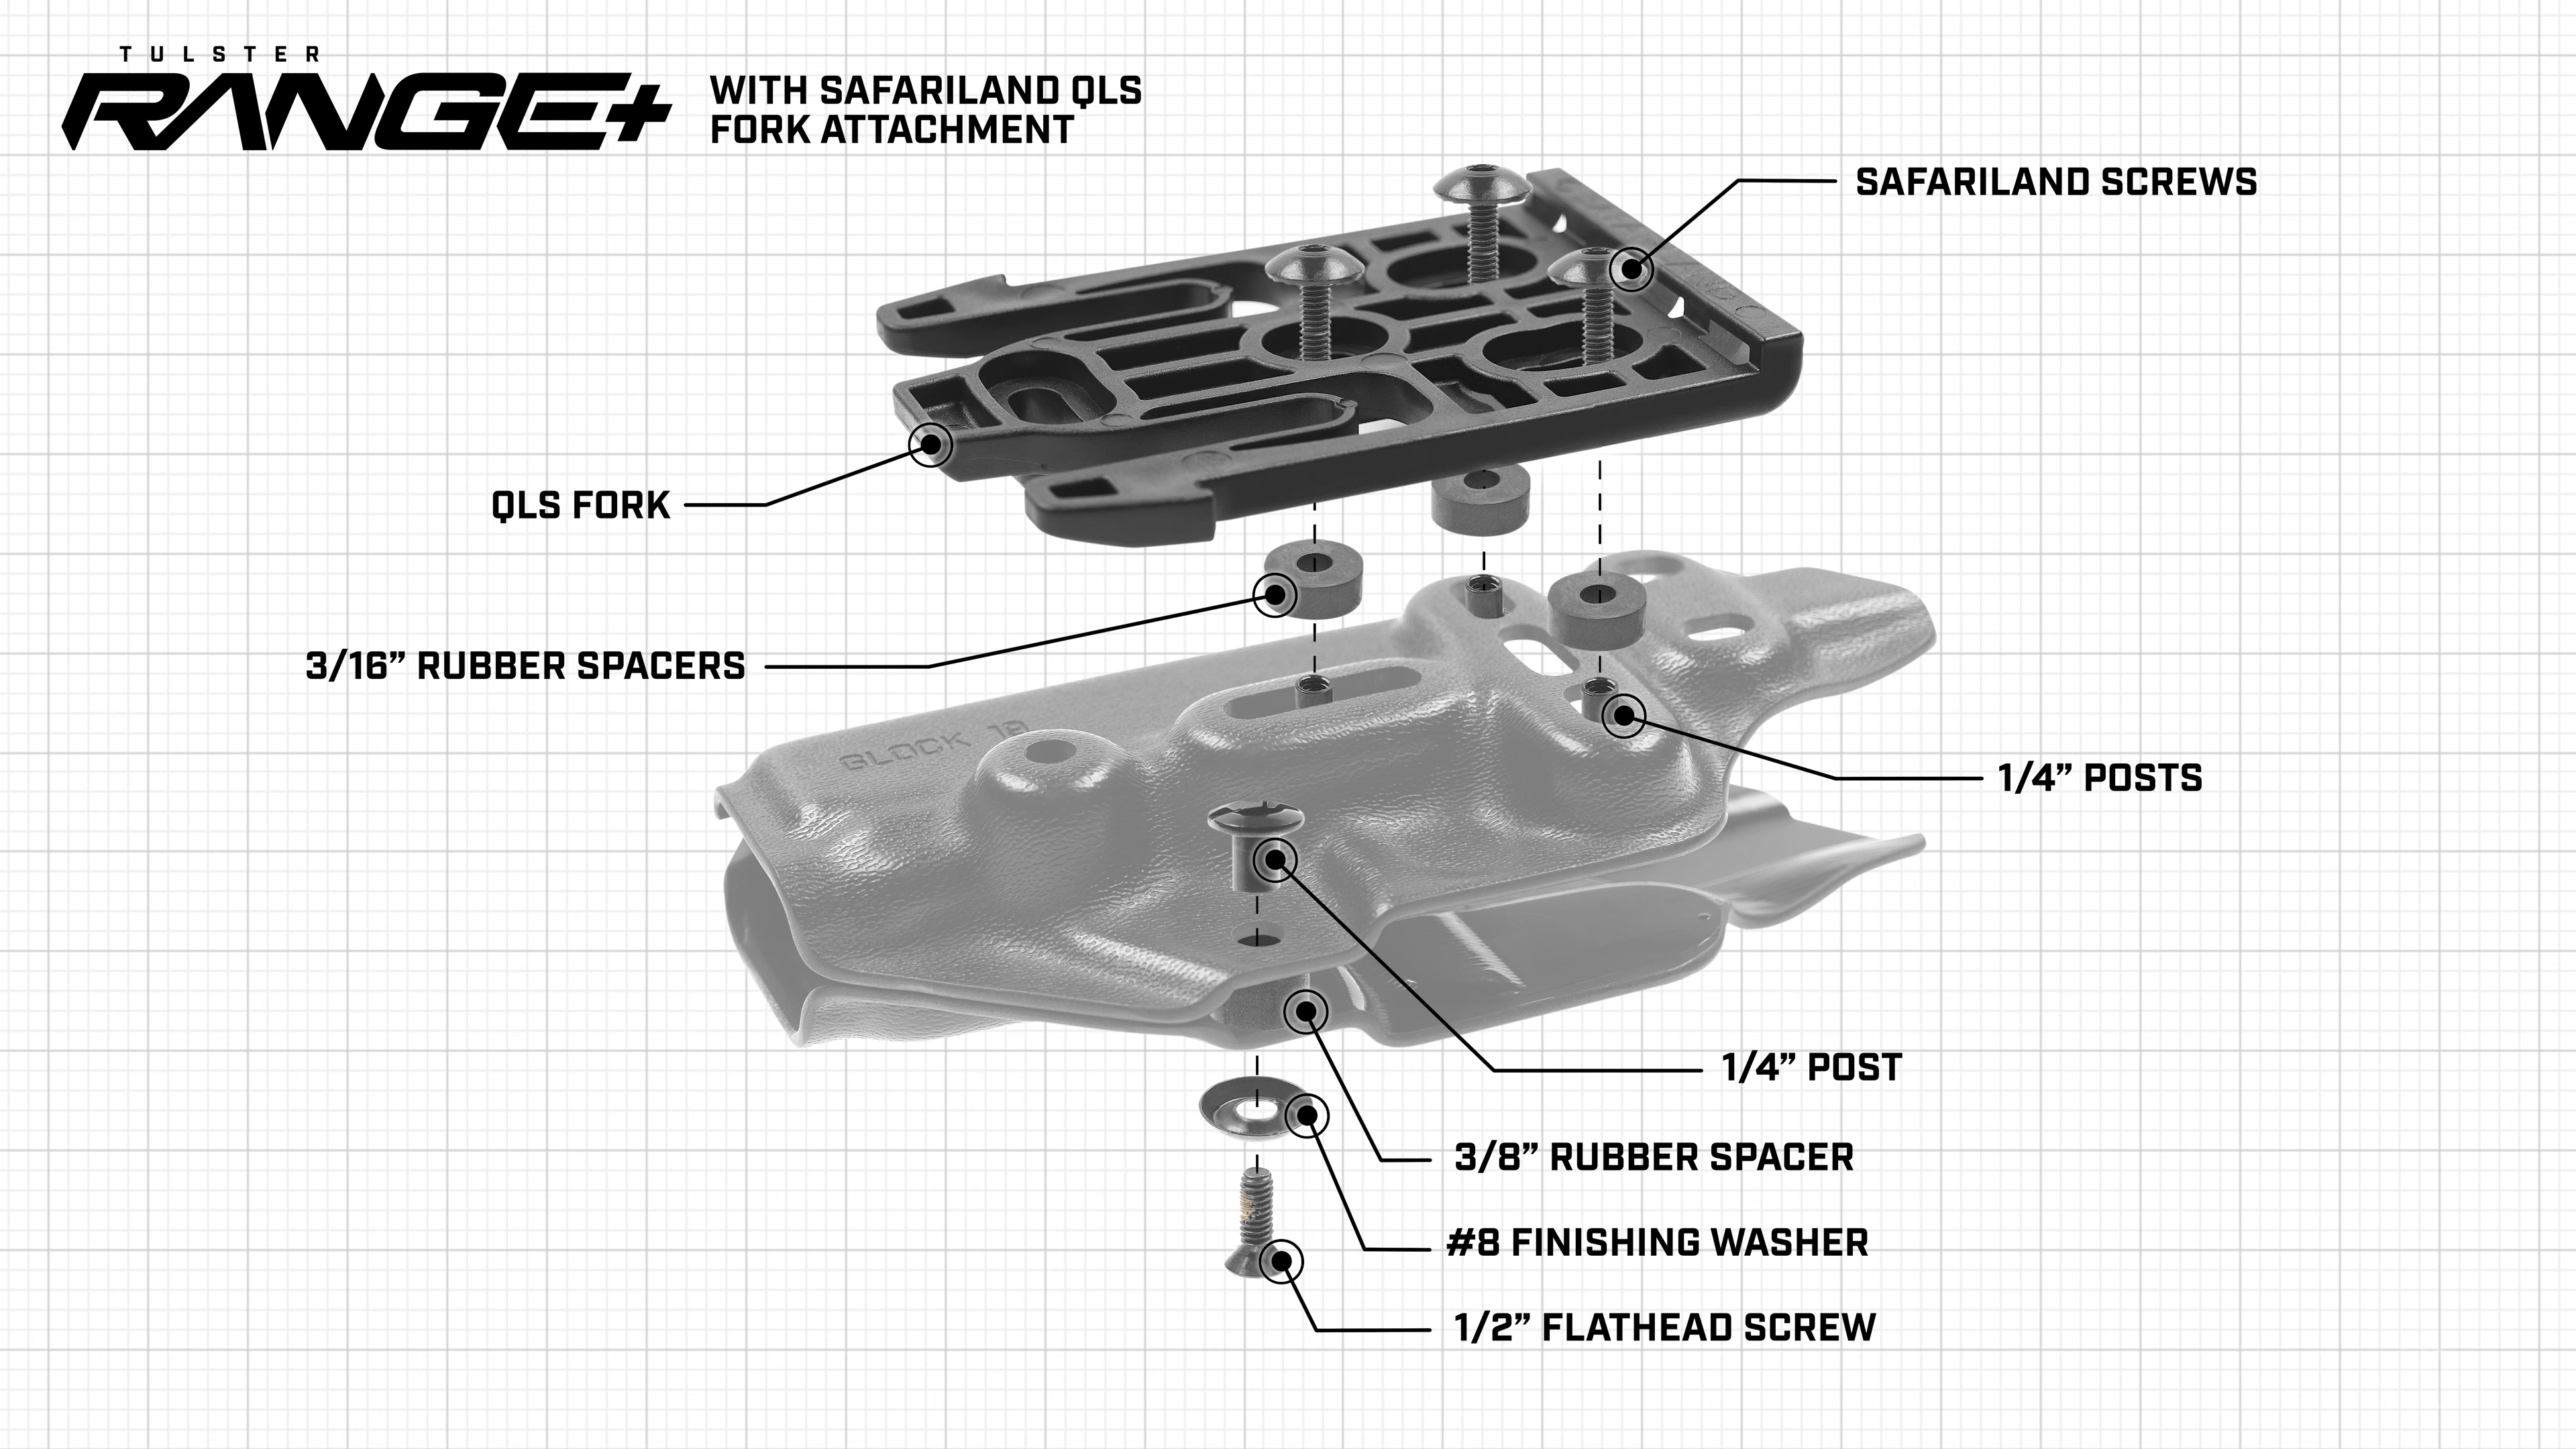 TULSTER
RANGE+
WITH SAFARILAND QLS
FORK ATTACHMENT
SAFARILAND SCREWS
QLS FORK
3/16” RUBBER SPACERS
GLOCK 19
1/4” POSTS
1/4” POST
3/8” RUBBER SPACER
#8 FINISHING WASHER
1/2” FLATHEAD SCREW